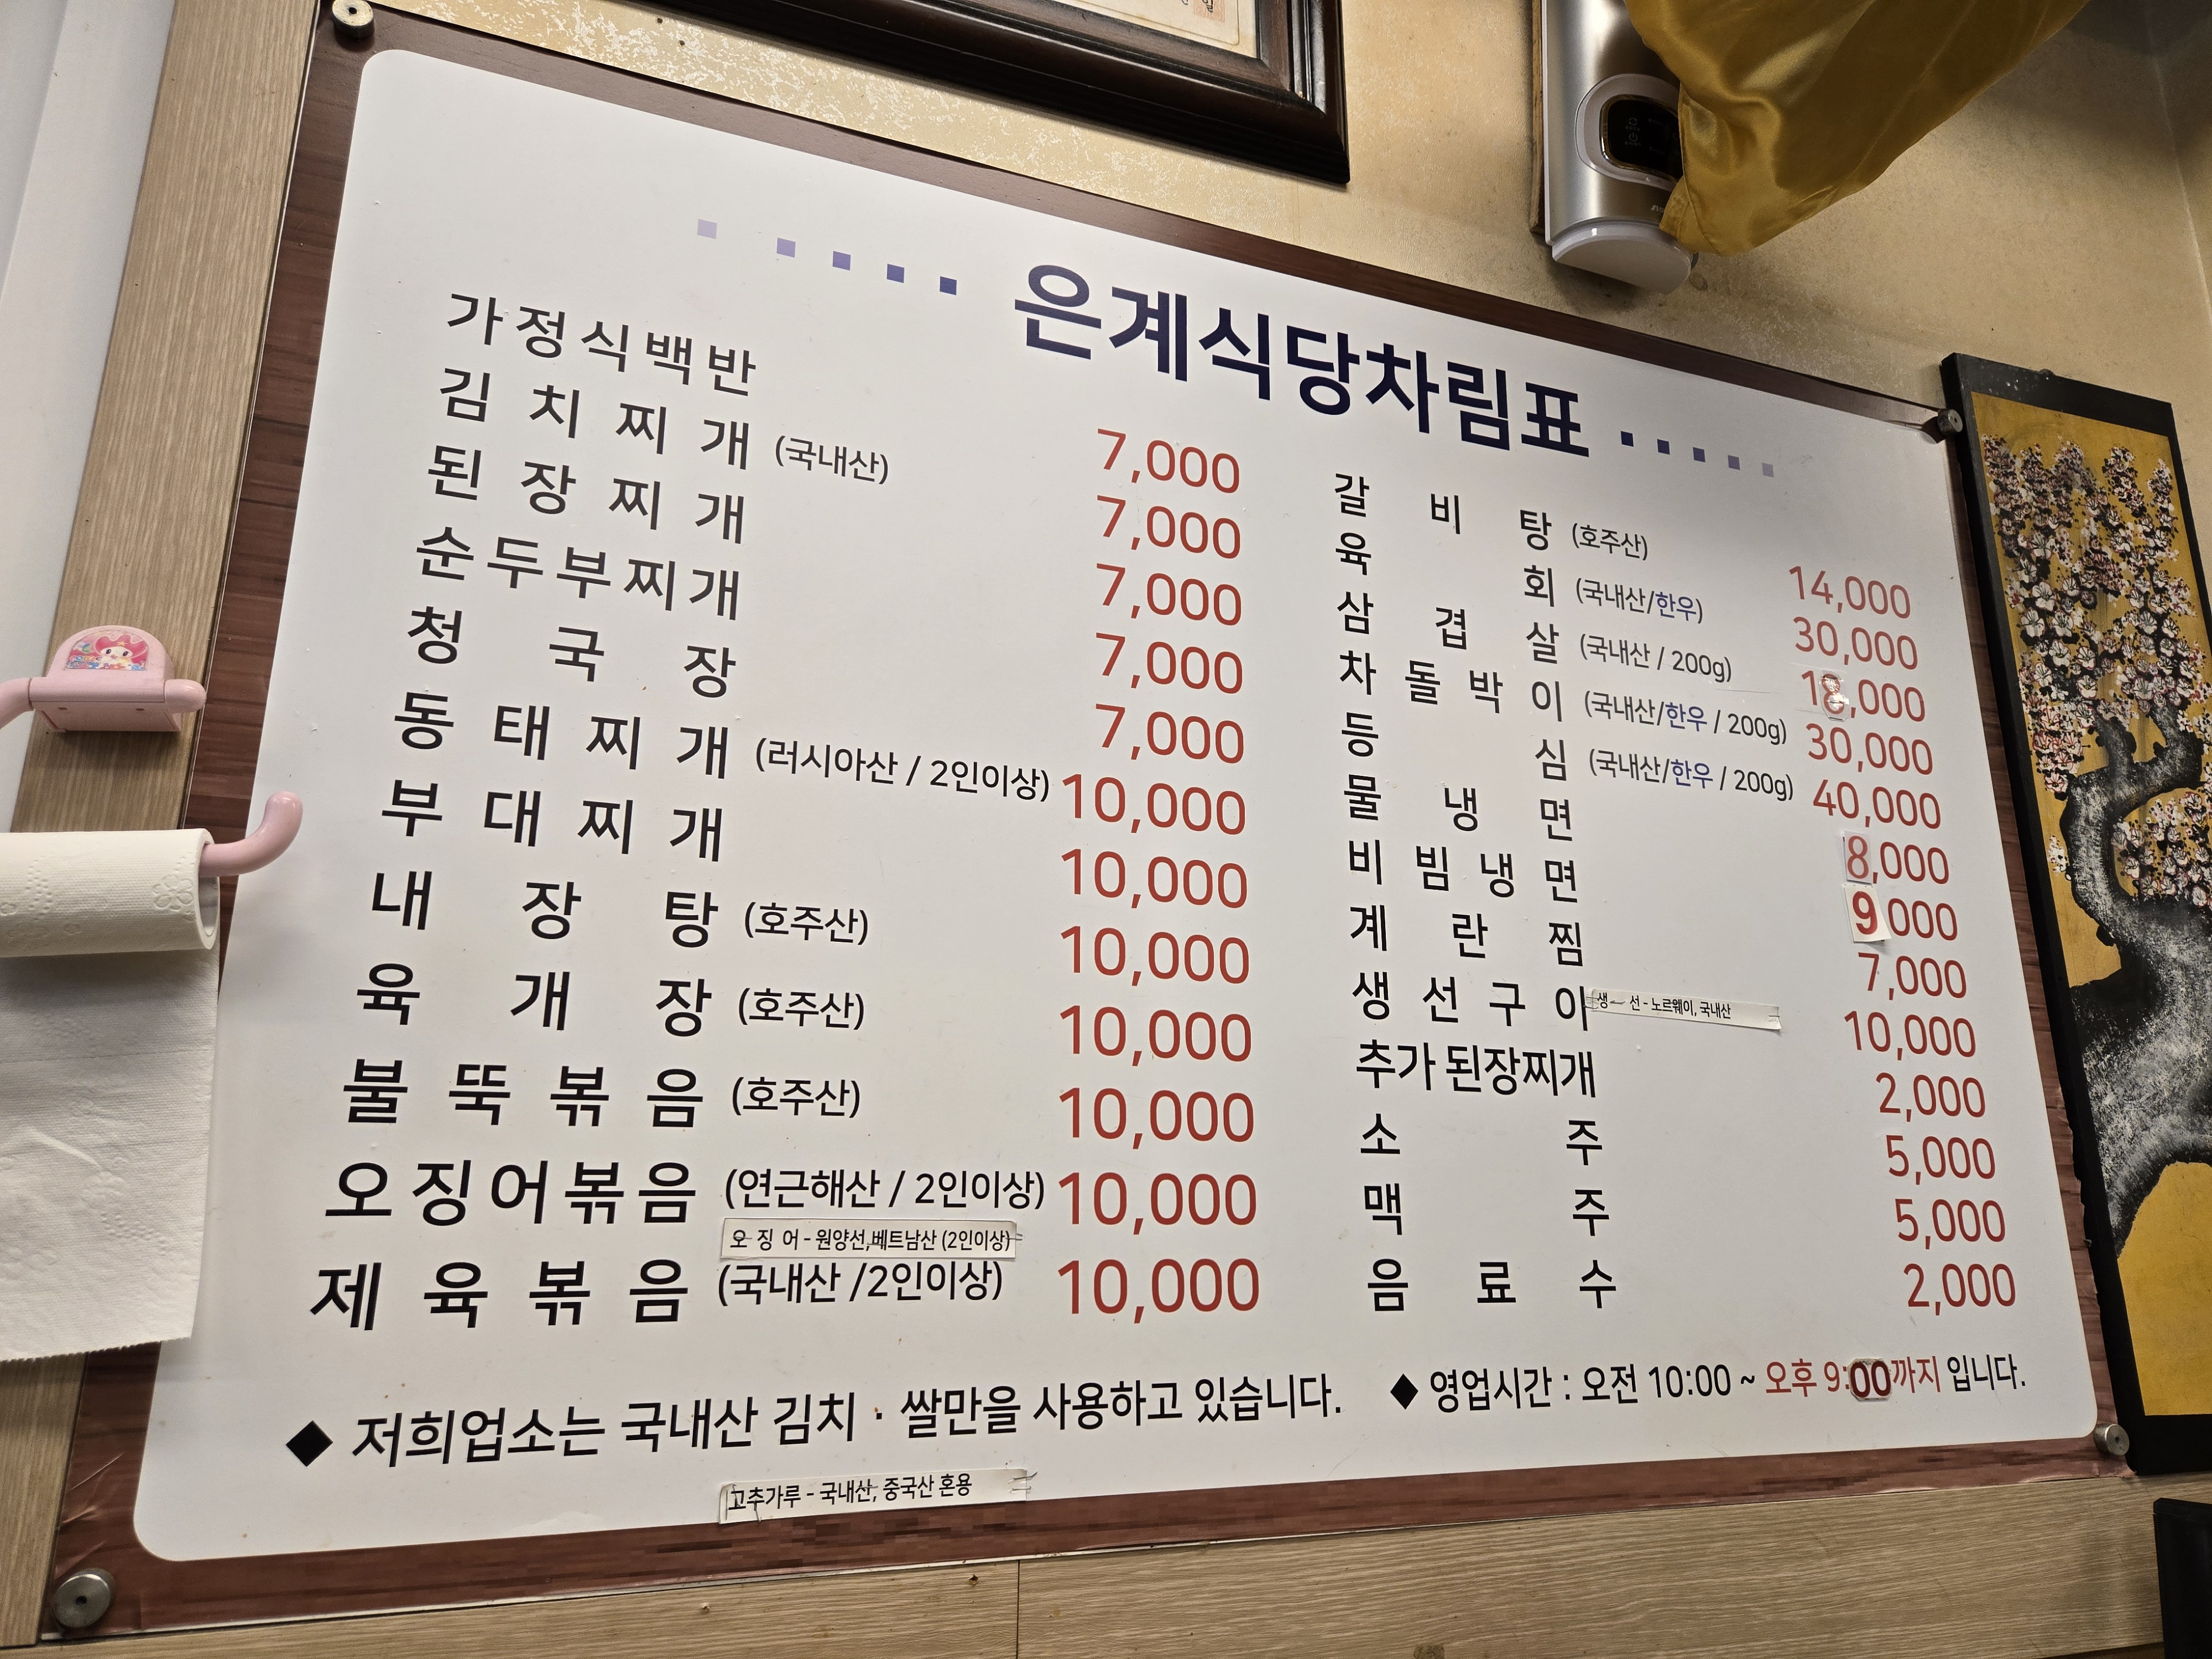 은계식당차림표
가정식백반 7,000
김치찌개 (국내산) 7,000
된장찌개 7,000
순두부찌개 7,000
청국장 7,000
동태찌개 (러시아산 / 2인이상) 10,000
부대찌개 10,000
내장탕 (호주산) 10,000
육개장 (호주산) 10,000
불뚝볶음 (호주산) 10,000
오징어볶음 (연근해산 / 2인이상) 10,000
오 징 어 - 원양선,베트남산 (2인이상)
제육볶음 (국내산 /2인이상) 10,000
갈비탕 (호주산) 14,000
육회 (국내산/한우) 30,000
삼겹살 (국내산 / 200g) 18,000
차돌박이 (국내산/한우 / 200g) 30,000
등심 (국내산/한우 / 200g) 40,000
물냉면 8,000
비빔냉면 9000
계란찜 7,000
생선구이 생 선 - 노르웨이, 국내산 10,000
추가 된장찌개 2,000
소주 5,000
맥주 5,000
음료수 2,000
◆ 저희업소는 국내산 김치 · 쌀만을 사용하고 있습니다.
◆ 영업시간 : 오전 10:00 ~ 오후 9:00까지 입니다.
고추가루 - 국내산, 중국산 혼용